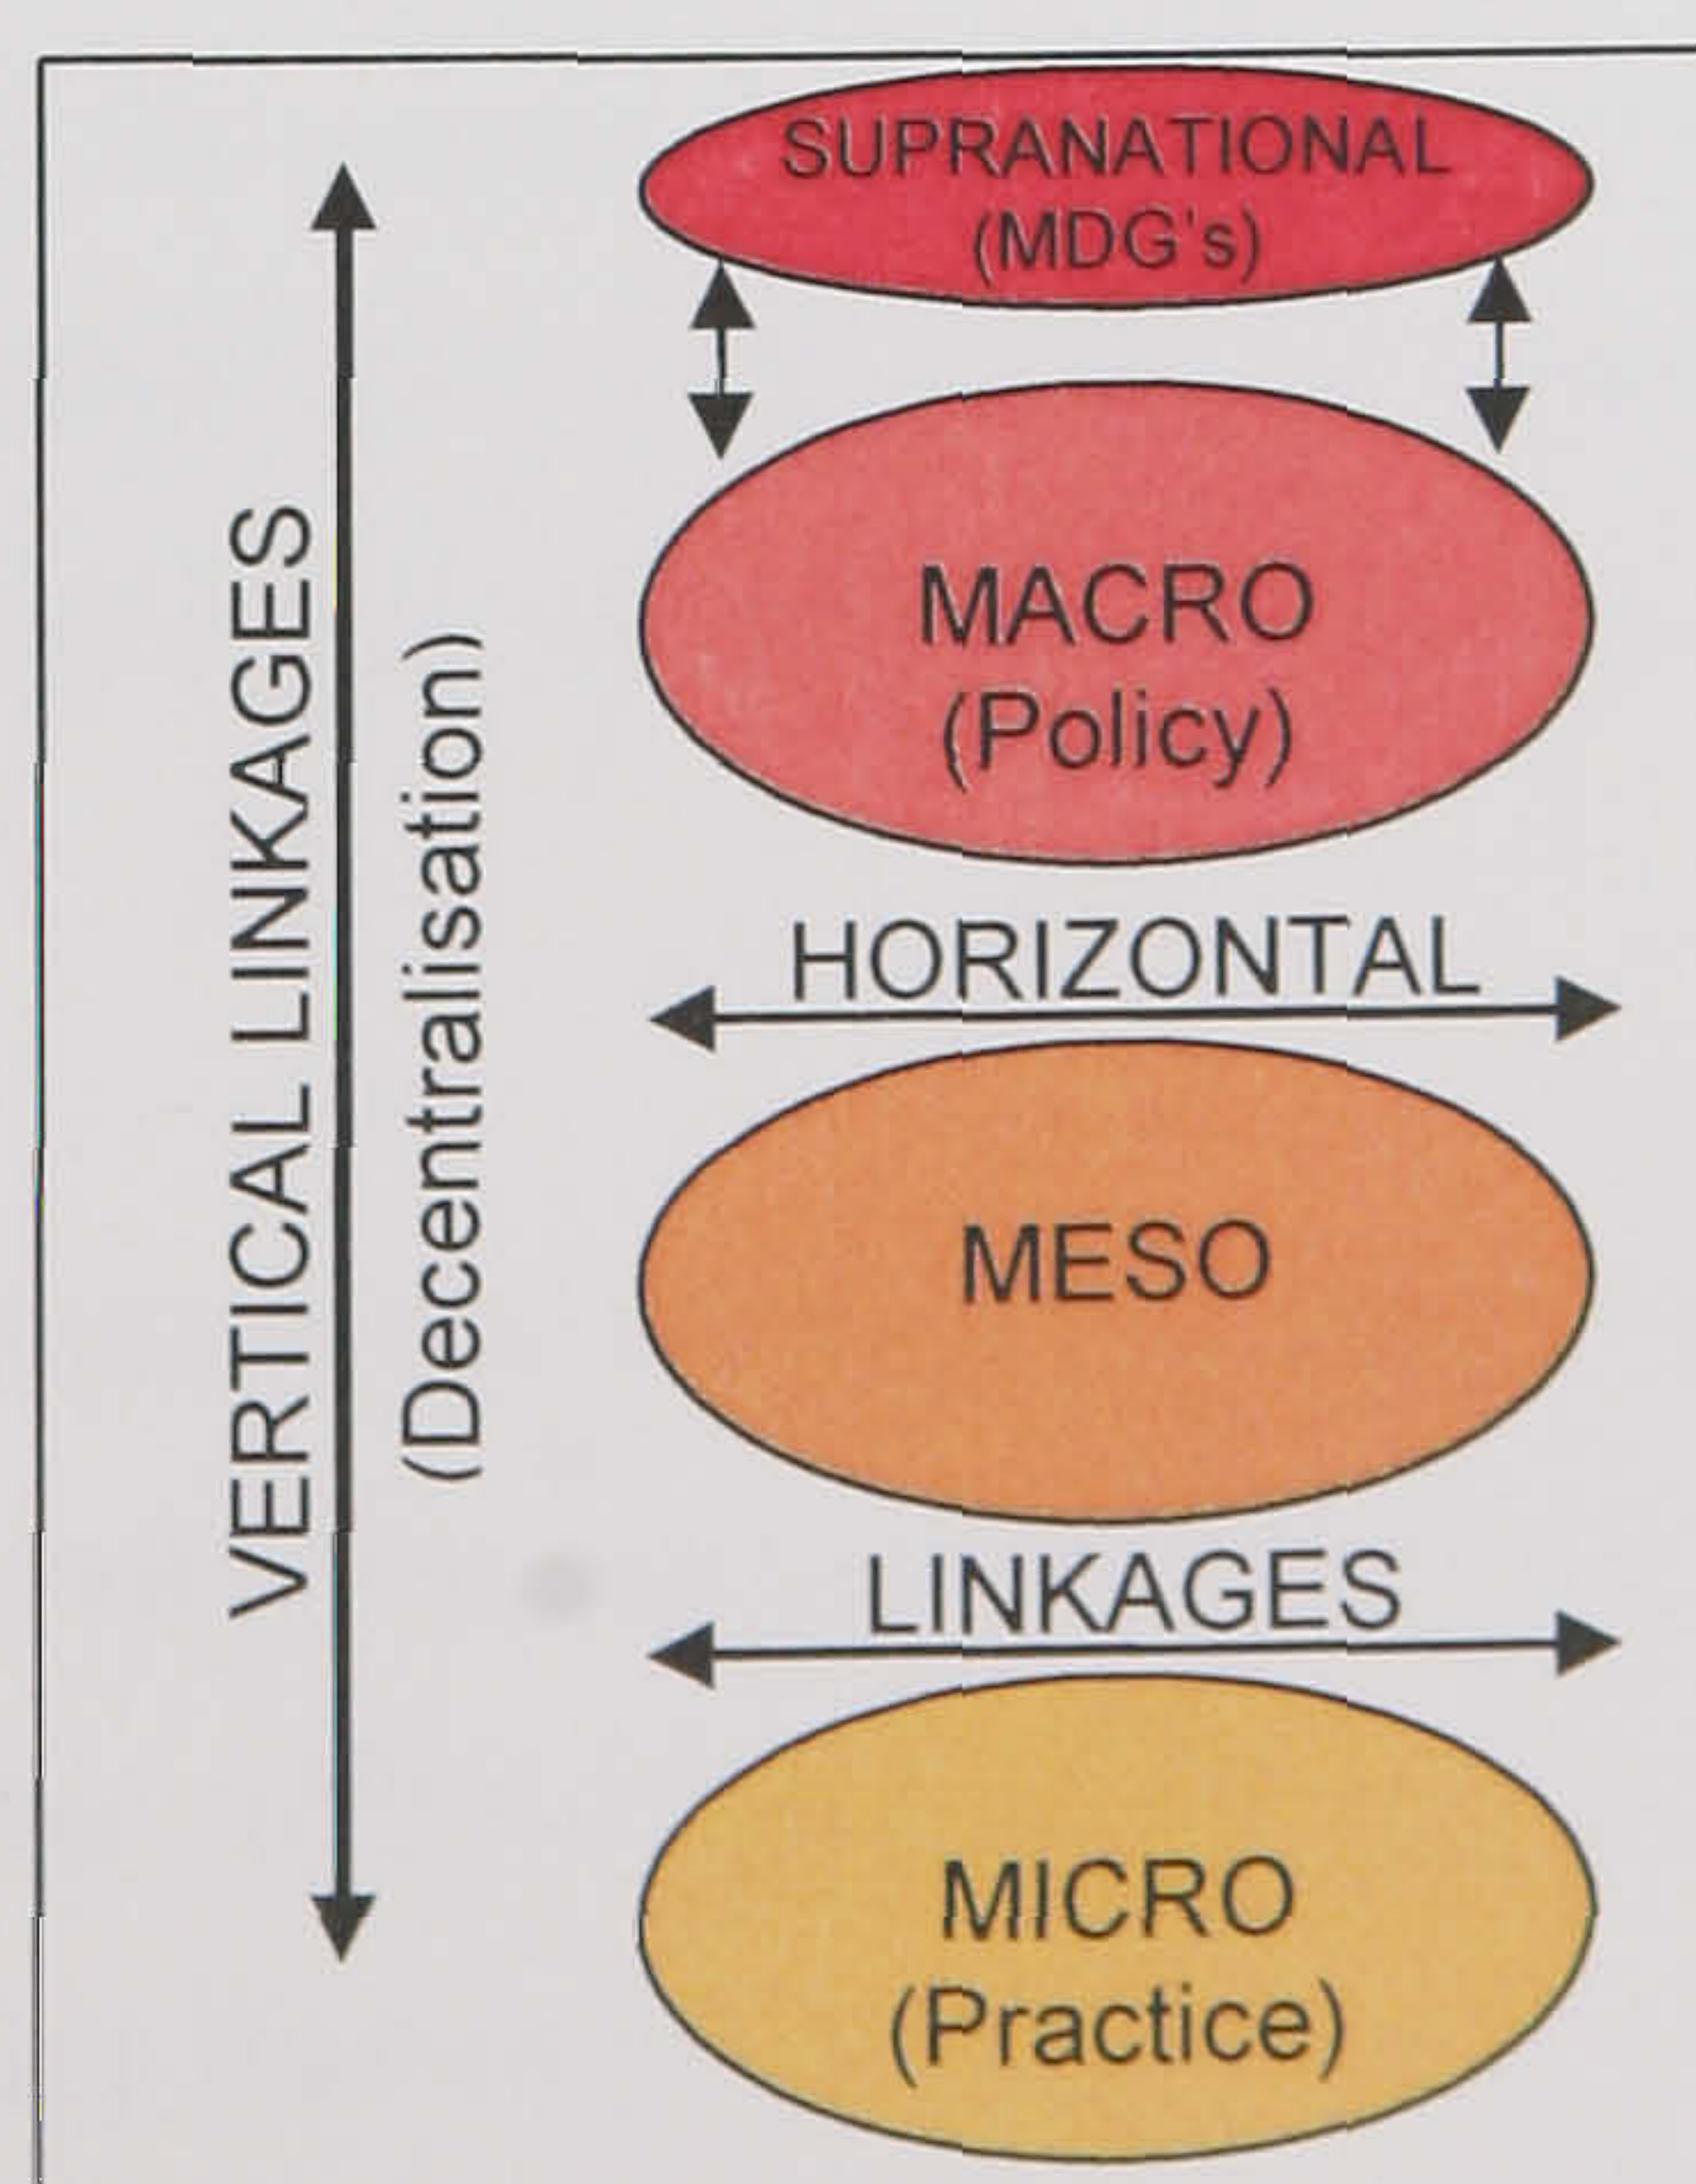 SUPRANATIONAL
(MDG's)
VERTICAL LINKAGES
(Decentralisation)
MACRO
(Policy)
HORIZONTAL
MESO
LINKAGES
MICRO
(Practice)